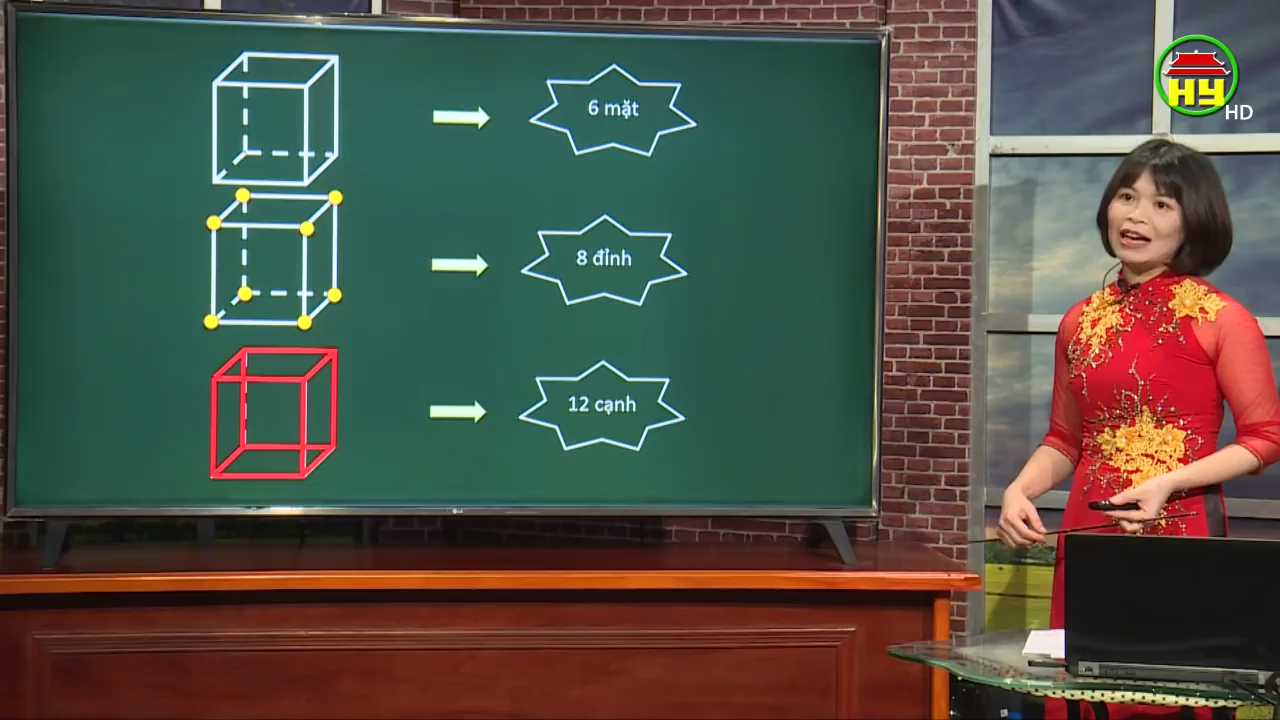 6 mặt
HY
HD
8 đỉnh
12 cạnh
LG